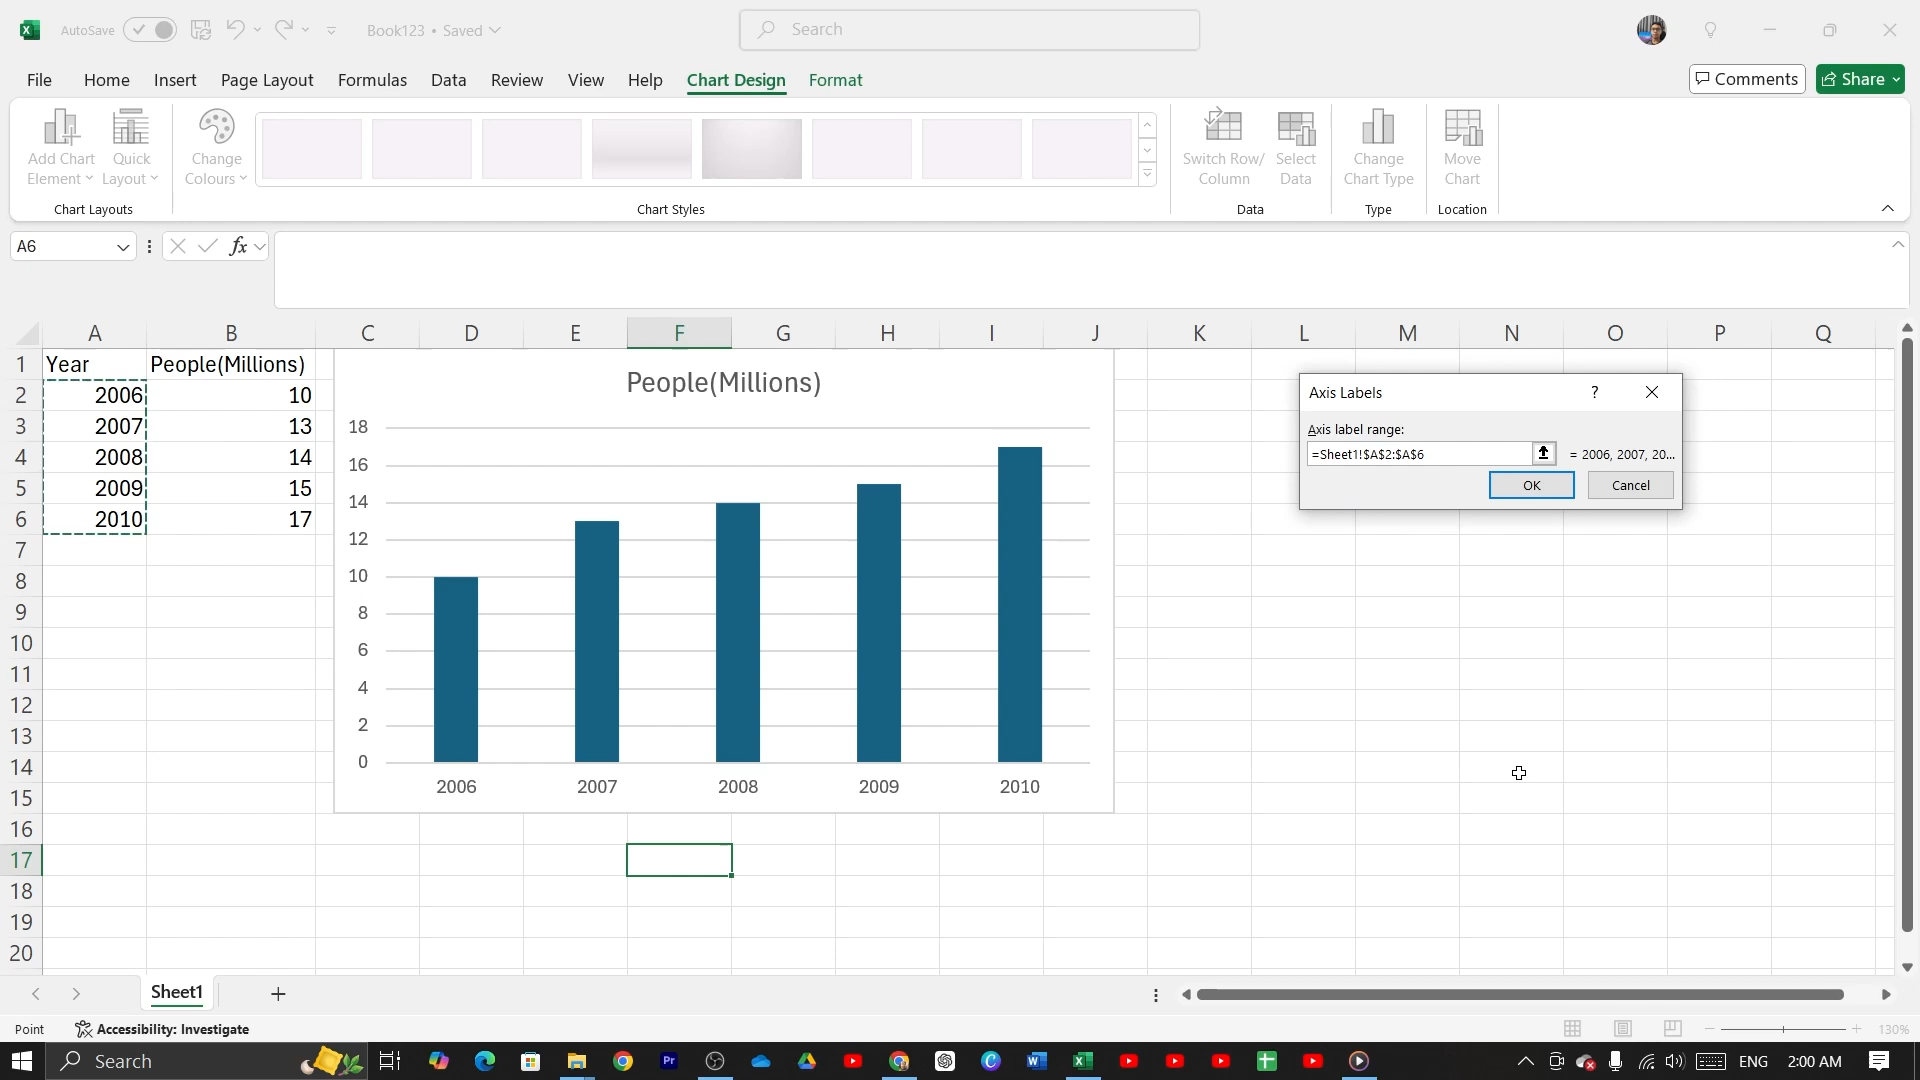 AutoSave
Book123 • Saved
Search
File Home Insert Page Layout Formulas Data Review View Help Chart Design Format
Comments Share
Add Chart Element
Quick Layout
Change Colours
Switch Row/ Column
Select Data
Change Chart Type
Move Chart
Chart Layouts Chart Styles Data Type Location
A6 fx
A B C D E F G H I J K L M N O P Q
1 Year People(Millions)
2 2006 10
3 2007 13
4 2008 14
5 2009 15
6 2010 17
7
8
9
10
11
12
13
14
15
16
17
18
19
20
People(Millions)
18
16
14
12
10
8
6
4
2
0
2006 2007 2008 2009 2010
Axis Labels ?
Axis label range:
=Sheet1!$A$2:$A$6 = 2006, 2007, 20...
OK Cancel
Sheet1
Point Accessibility: Investigate 130%
Search ENG 2:00 AM